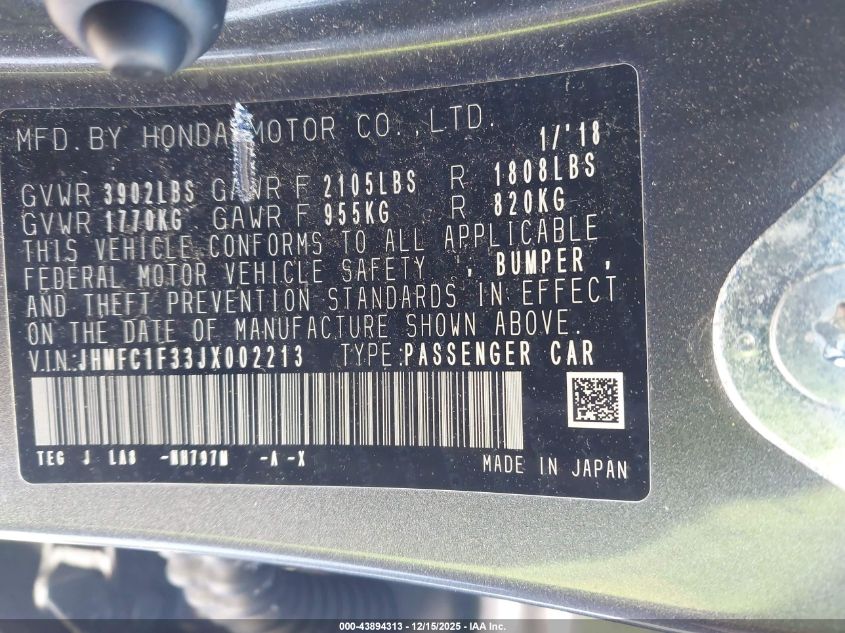 MFD. BY HONDA MOTOR CO., LTD. 1/'18
GVWR 3902LBS GAWR F 2105LBS R 1808LBS
GVWR 1770KG GAWR F 955KG R 820KG
THIS VEHICLE CONFORMS TO ALL APPLICABLE
FEDERAL MOTOR VEHICLE SAFETY , BUMPER ,
AND THEFT PREVENTION STANDARDS IN EFFECT
ON THE DATE OF MANUFACTURE SHOWN ABOVE.
V.I.N: JHMFC1F33JX002213 TYPE: PASSENGER CAR
TEG J LA8 -NH797M -A -X
MADE IN JAPAN
000-43894313 - 12/15/2025 - IAA Inc.